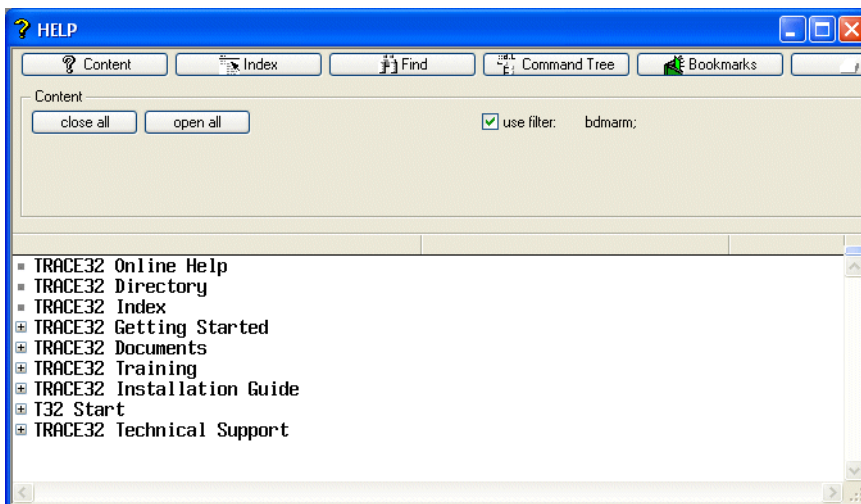 HELP
Content Index Find Command Tree Bookmarks
Content
close all open all use filter: bdmarm;
TRACE32 Online Help
TRACE32 Directory
TRACE32 Index
TRACE32 Getting Started
TRACE32 Documents
TRACE32 Training
TRACE32 Installation Guide
T32 Start
TRACE32 Technical Support